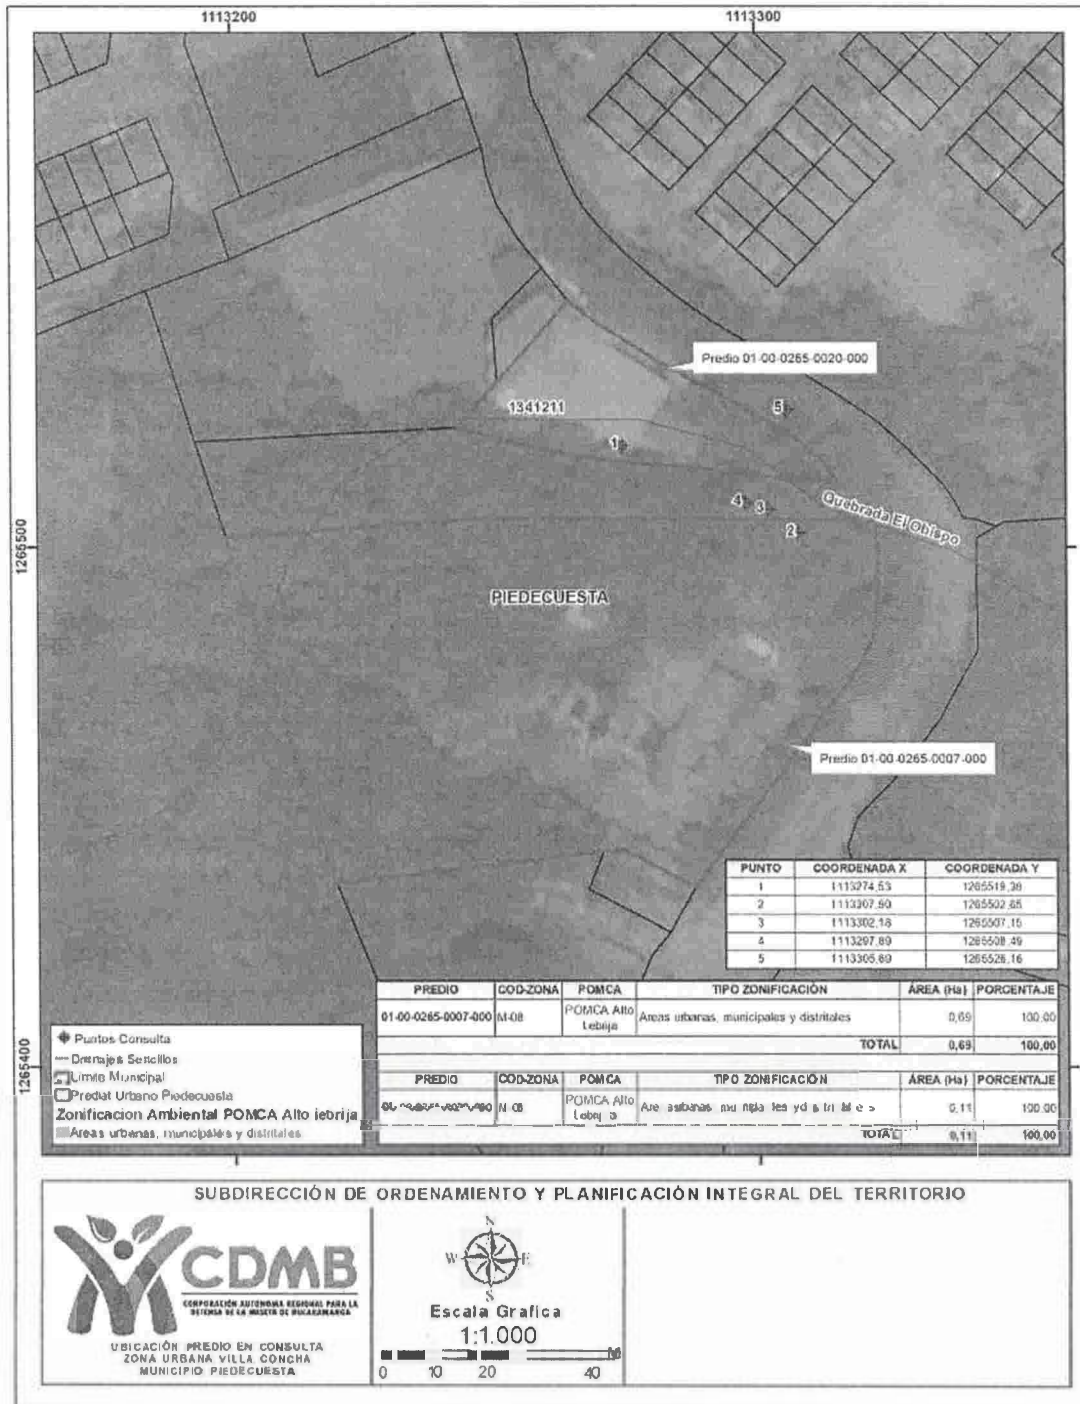 1113200 1113300
Predio 01-00-0265-0020-000
5
1341211
1
4 3
2
Quebrada El Obispo
1265500
PIEDECUESTA
Predio 01-00-0265-0007-000
PUNTO COORDENADA X COORDENADA Y
1 1113274,53 1265519,38
2 1113307,90 1265502,65
3 1113302,18 1265507,15
4 1113297,89 1265508,49
5 1113305,69 1265526,16
PREDIO COD-ZONA POMCA TIPO ZONIFICACIÓN ÁREA (Ha) PORCENTAJE
01-00-0265-0007-000 N-08 POMCA Alto Lebrija Areas urbanas, municipales y distritales 0,69 100,00
TOTAL 0,69 100,00
PREDIO COD-ZONA POMCA TIPO ZONIFICACIÓN ÁREA (Ha) PORCENTAJE
N-08 POMCA Alto 0,11 100,00
TOTAL 0,11 100,00
1265400
Puntos Consulta
Drenajes Sencillos
Limite Municipal
Predial Urbano Piedecuesta
Zonificacion Ambiental POMCA Alto lebrija
Areas urbanas, municipales y distritales
SUBDIRECCIÓN DE ORDENAMIENTO Y PLANIFICACIÓN INTEGRAL DEL TERRITORIO
CDMB
CORPORACIÓN AUTÓNOMA REGIONAL PARA LA
DEFENSA DE LA MESETA DE BUCARAMANGA
UBICACIÓN PREDIO EN CONSULTA
ZONA URBANA VILLA CONCHA
MUNICIPIO PIEDECUESTA
N
W E
S
Escala Grafica
1:1.000
M
0 10 20 40